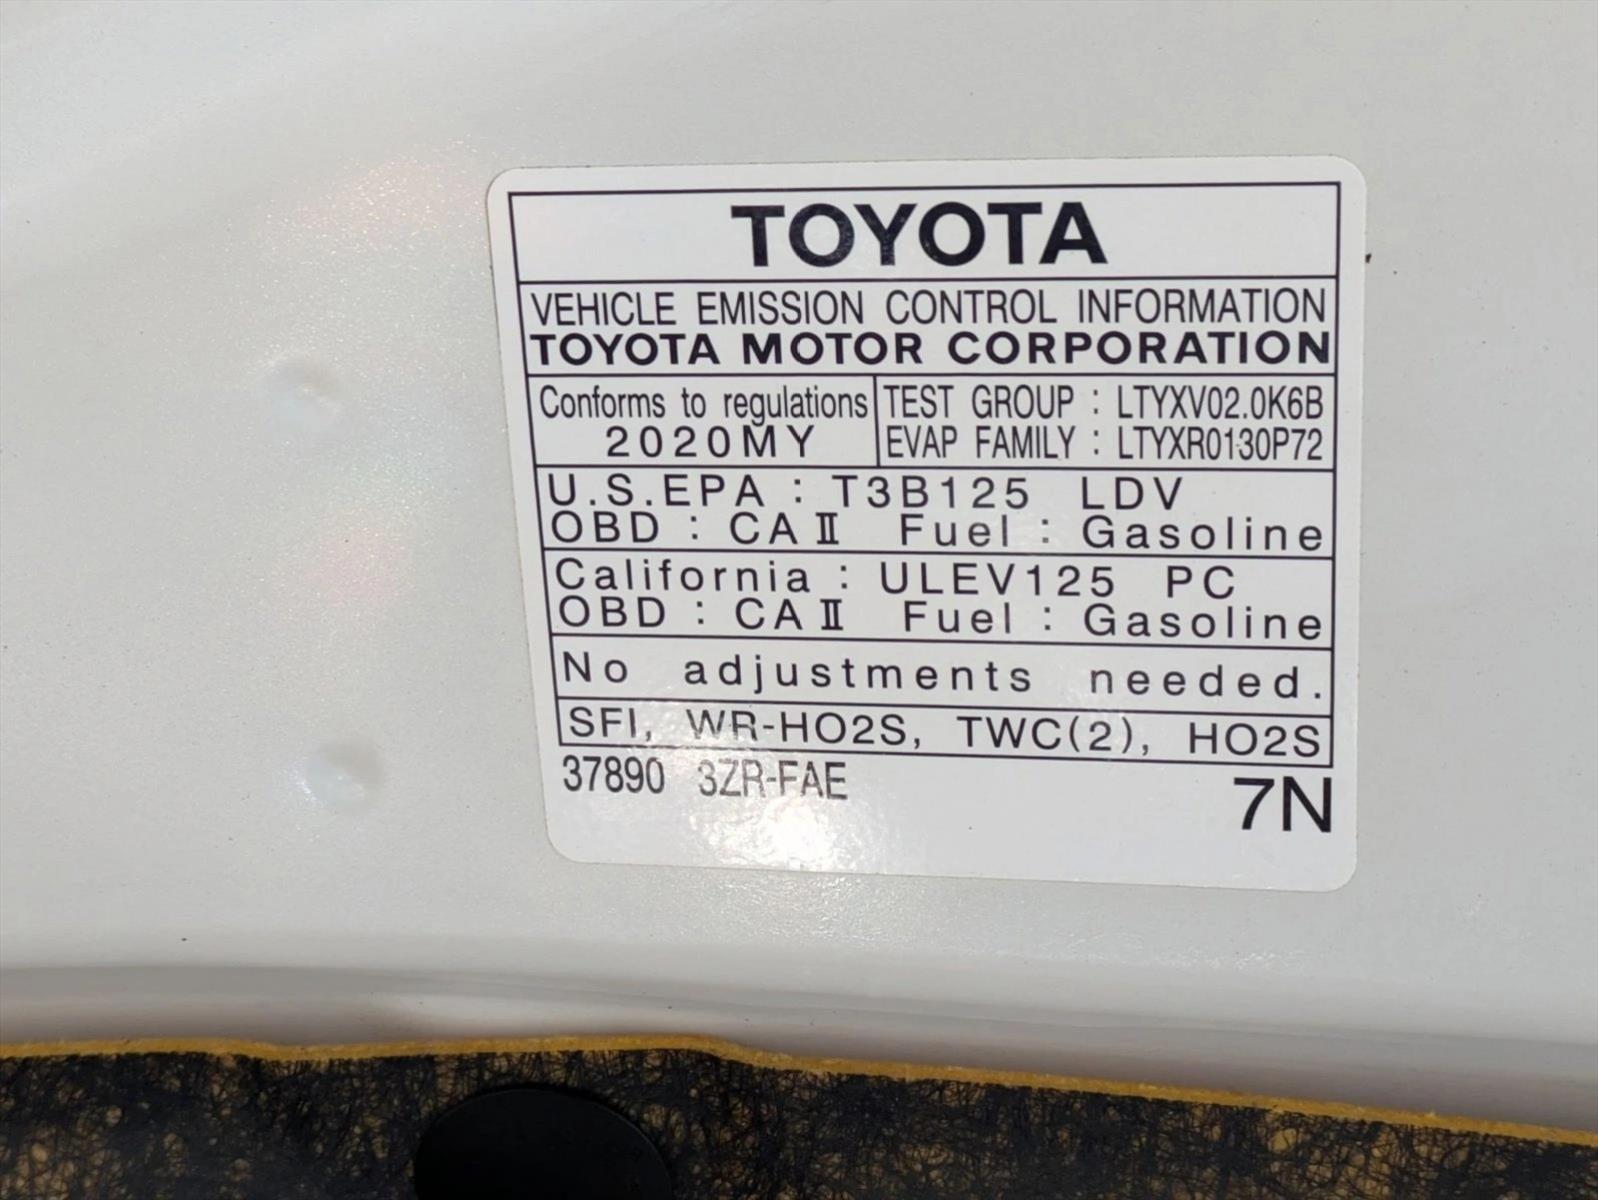 TOYOTA
VEHICLE EMISSION CONTROL INFORMATION
TOYOTA MOTOR CORPORATION
Conforms to regulations
2020MY
TEST GROUP : LTYXV02.0K6B
EVAP FAMILY : LTYXR0130P72
U.S.EPA : T3B125 LDV
OBD : CAⅡ Fuel : Gasoline
California : ULEV125 PC
OBD : CAⅡ Fuel : Gasoline
No adjustments needed.
SFI, WR-HO2S, TWC(2), HO2S
37890 3ZR-FAE
7N